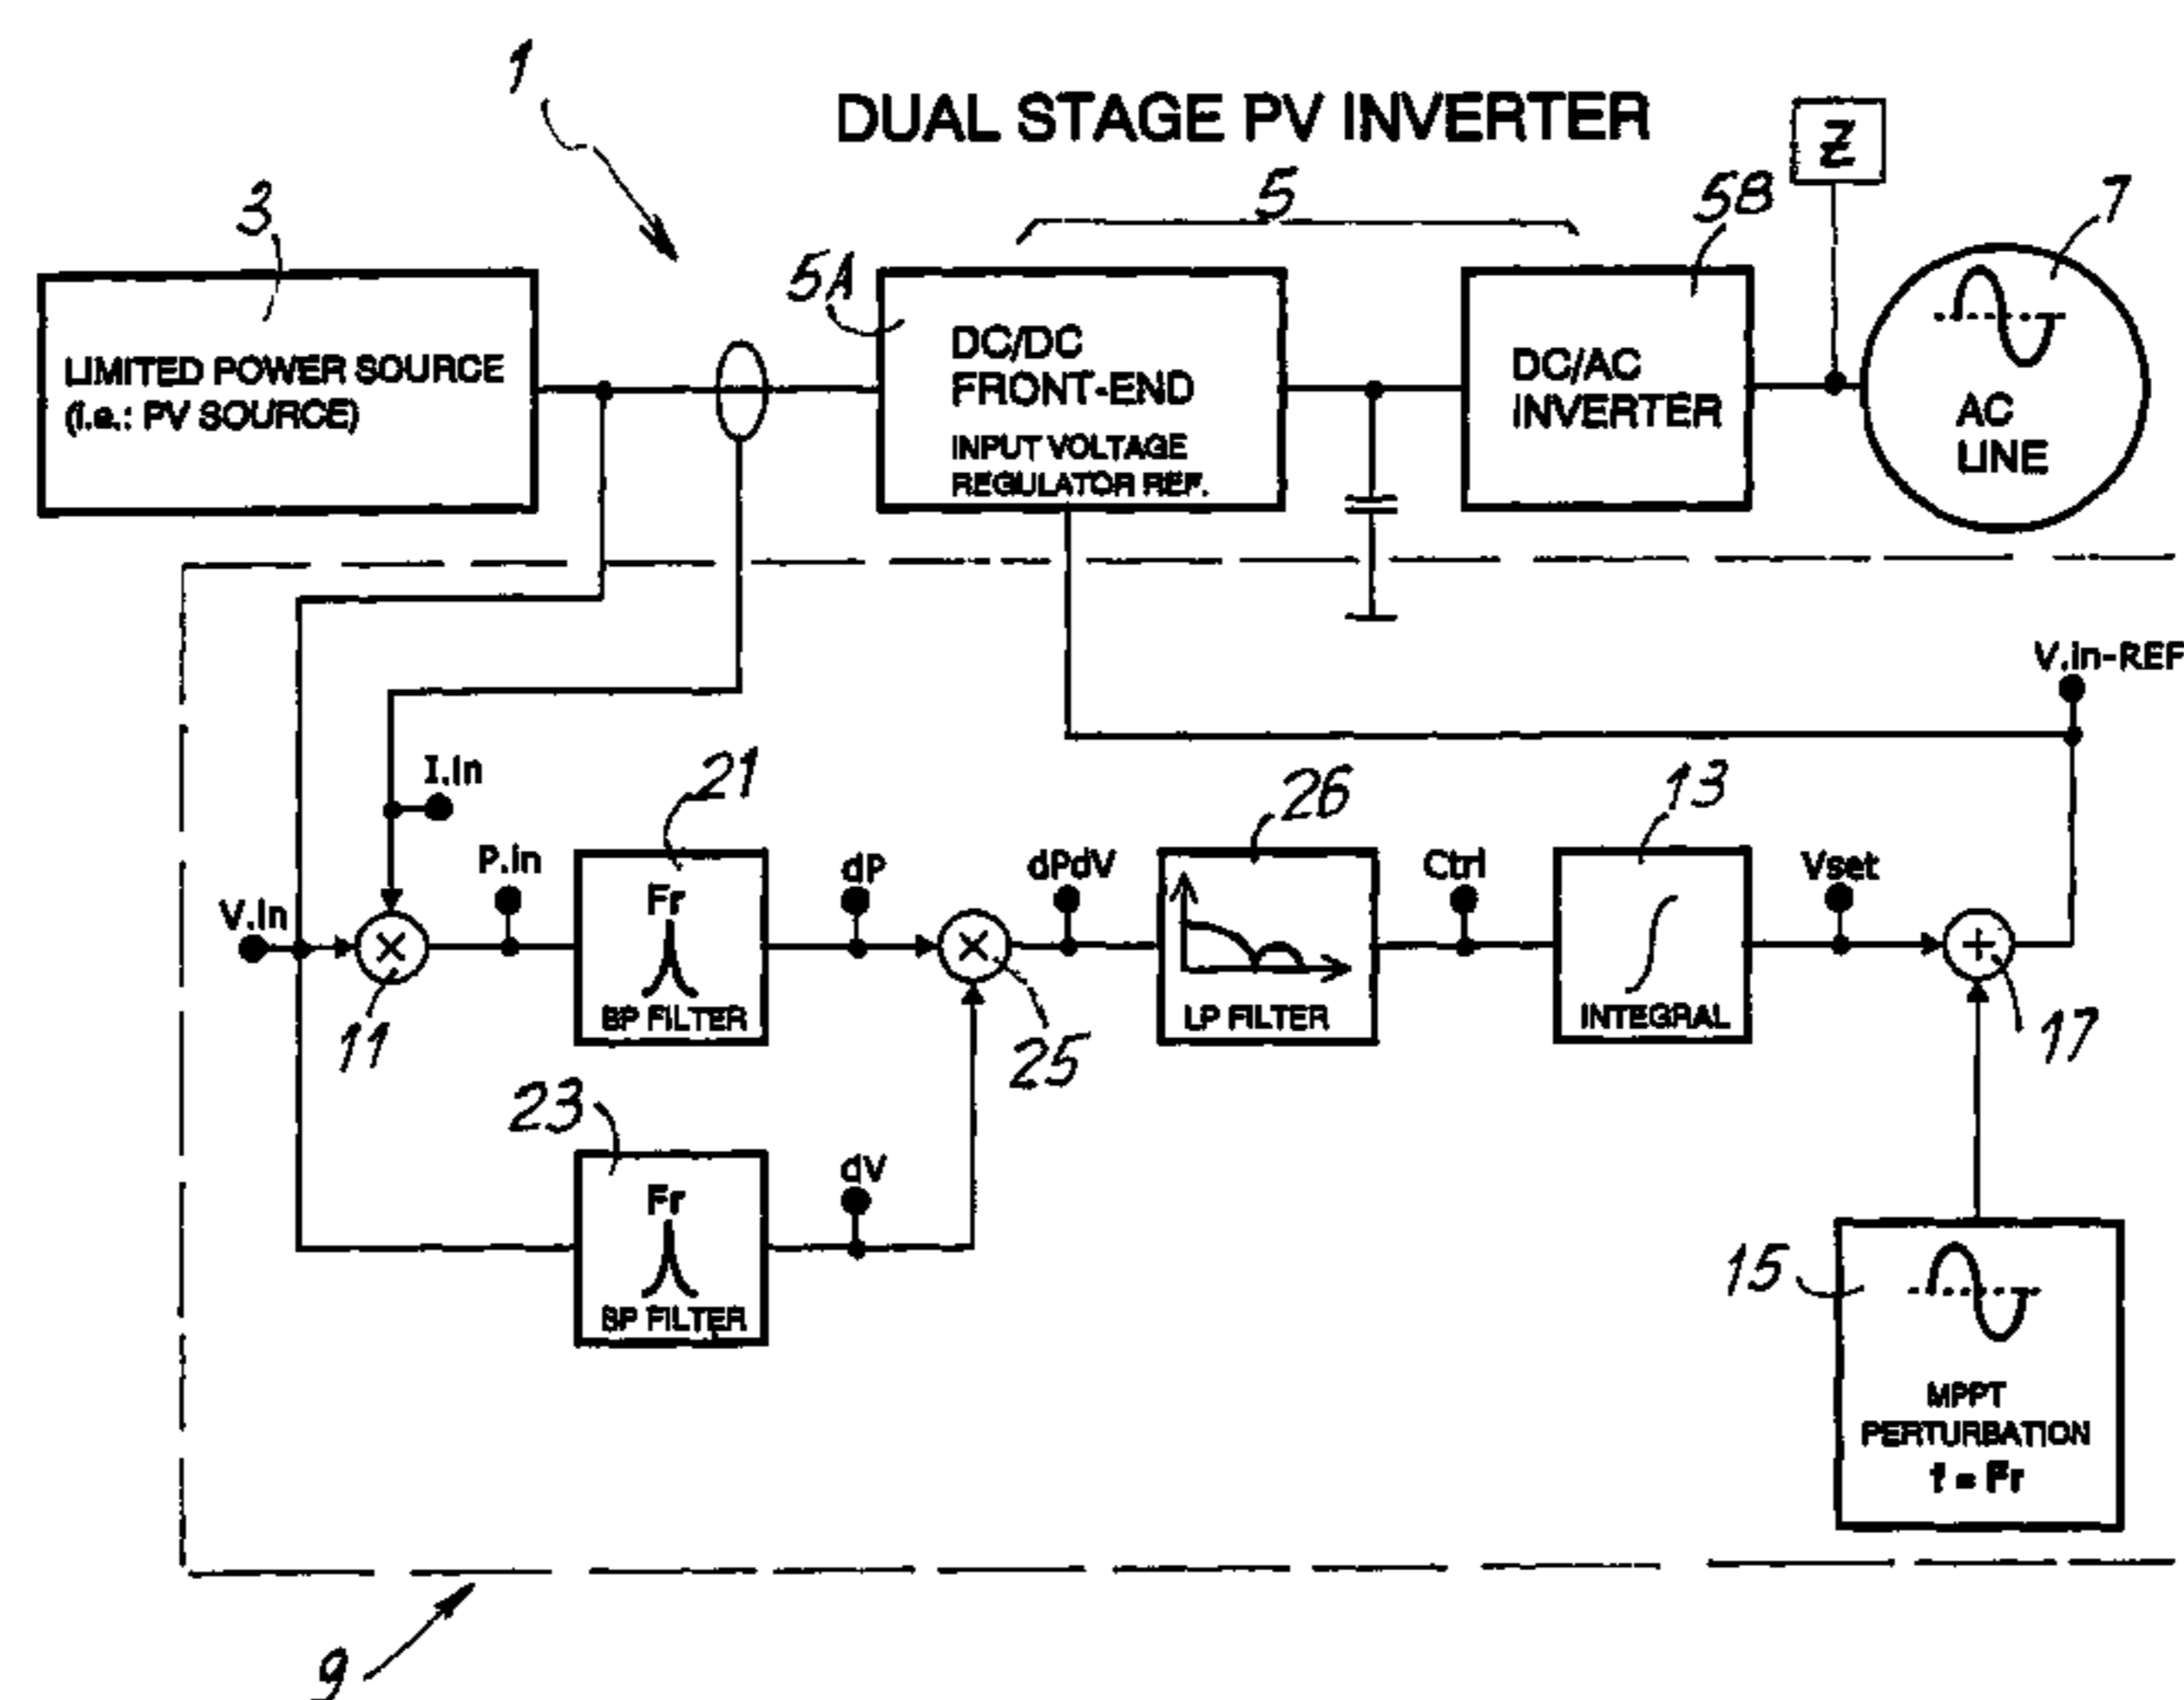 1
DUAL STAGE PV INVERTER
Z
3
5
5B
7
5A
LIMITED POWER SOURCE
(i.e.: PV SOURCE)
DC/DC
FRONT-END
INPUT VOLTAGE
REGULATOR REF.
DC/AC
INVERTER
AC
LINE
V.in-REF
I.in
21
26
13
P.in
dP
dPdV
Ctrl
Vset
V.in
Fr
×
×
+
BP FILTER
LP FILTER
INTEGRAL
11
25
17
23
dV
Fr
BP FILTER
15
MPPT
PERTURBATION
f = Fr
9